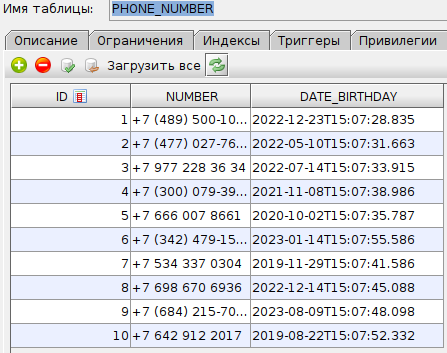 Имя таблицы: PHONE_NUMBER
Описание Ограничения Индексы Триггеры Привилегии
Загрузить все
ID NUMBER DATE_BIRTHDAY
1 +7 (489) 500-10... 2022-12-23T15:07:28.835
2 +7 (477) 027-76... 2022-05-10T15:07:31.663
3 +7 977 228 36 34 2022-07-14T15:07:33.915
4 +7 (300) 079-39... 2021-11-08T15:07:38.986
5 +7 666 007 8661 2020-10-02T15:07:35.787
6 +7 (342) 479-15... 2023-01-14T15:07:55.586
7 +7 534 337 0304 2019-11-29T15:07:41.586
8 +7 698 670 6936 2022-12-14T15:07:45.088
9 +7 (684) 215-70... 2023-08-09T15:07:48.098
10 +7 642 912 2017 2019-08-22T15:07:52.332